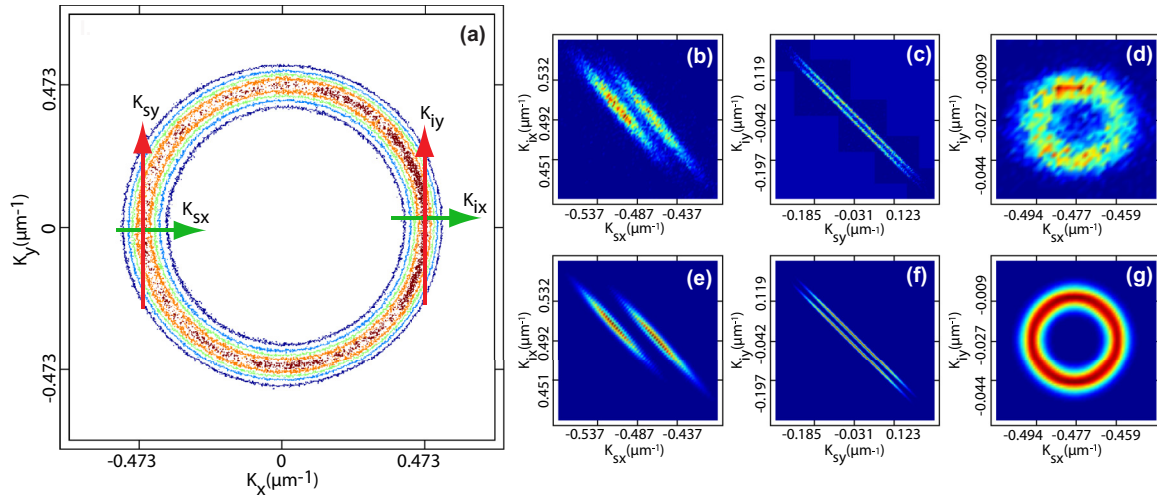 (a)
K_y(μm⁻¹)
0.473
0
-0.473
K_sy
K_iy
K_sx
K_ix
-0.473 0 0.473
K_x(μm⁻¹)
(b)
K_ix(μm⁻¹)
0.532
0.492
0.451
-0.537 -0.487 -0.437
K_sx(μm⁻¹)
(c)
K_iy(μm⁻¹)
0.119
-0.042
-0.197
-0.185 -0.031 0.123
K_sy(μm⁻¹)
(d)
K_iy(μm⁻¹)
-0.009
-0.027
-0.044
-0.494 -0.477 -0.459
K_sx(μm⁻¹)
(e)
K_ix(μm⁻¹)
0.532
0.492
0.451
-0.537 -0.487 -0.437
K_sx(μm⁻¹)
(f)
K_iy(μm⁻¹)
0.119
-0.042
-0.197
-0.185 -0.031 0.123
K_sy(μm⁻¹)
(g)
K_iy(μm⁻¹)
-0.009
-0.027
-0.044
-0.494 -0.477 -0.459
K_sx(μm⁻¹)